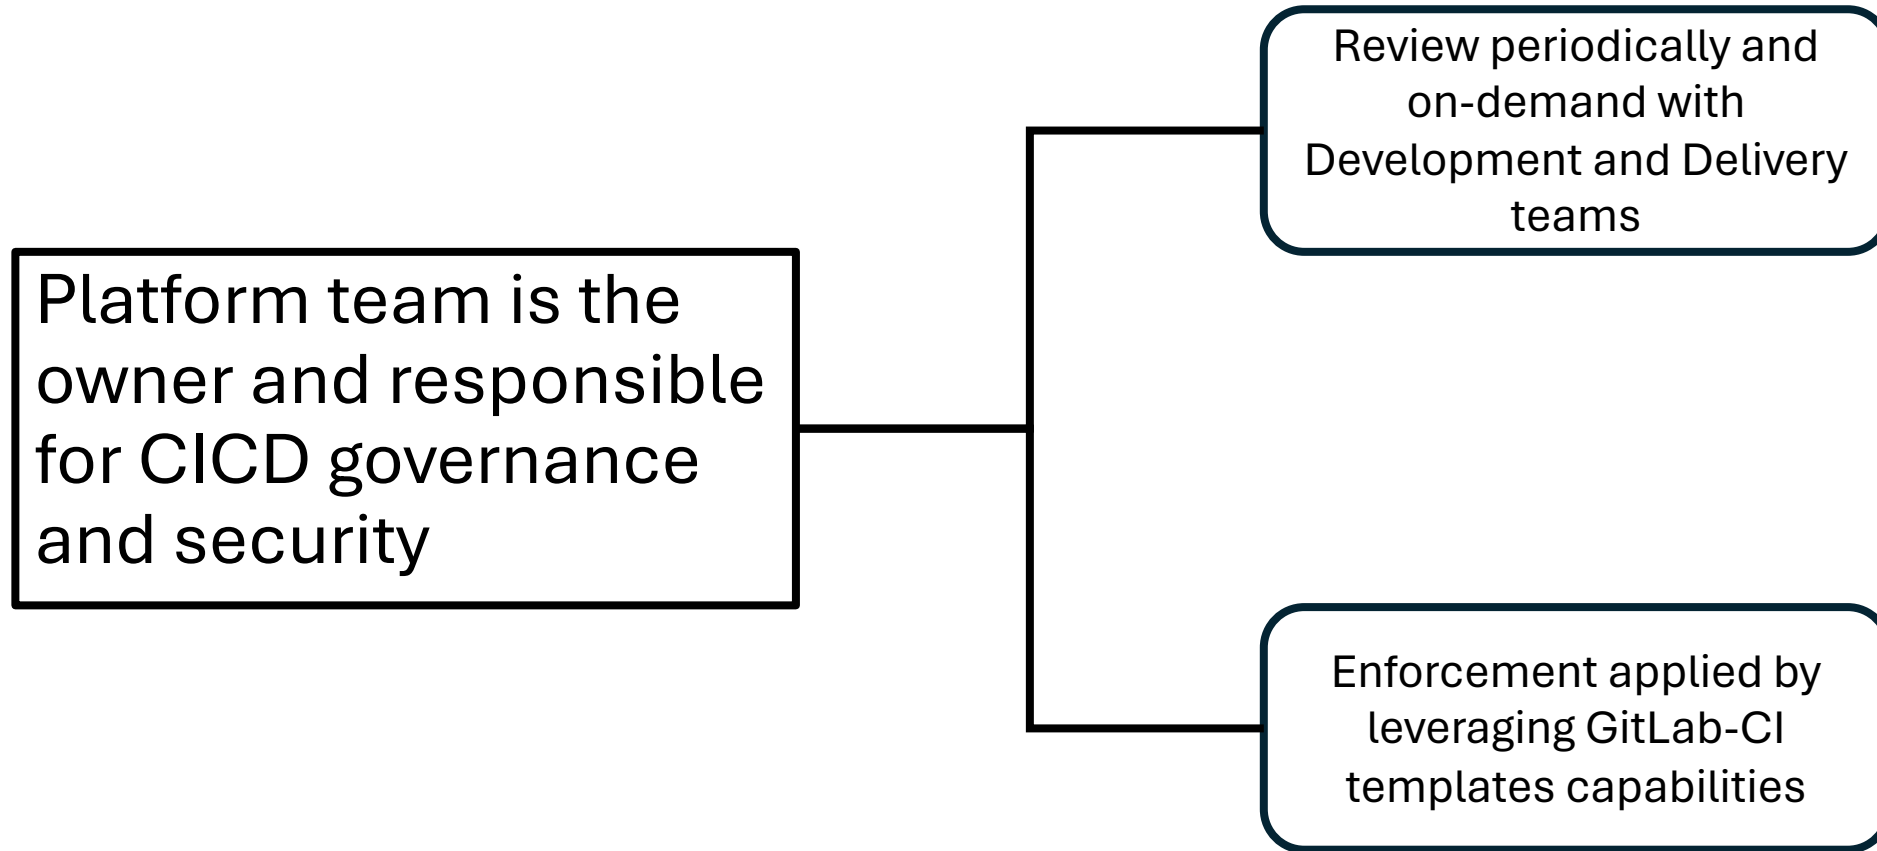 Review periodically and
on-demand with
Development and Delivery
teams
Platform team is the
owner and responsible
for CICD governance
and security
Enforcement applied by
leveraging GitLab-CI
templates capabilities